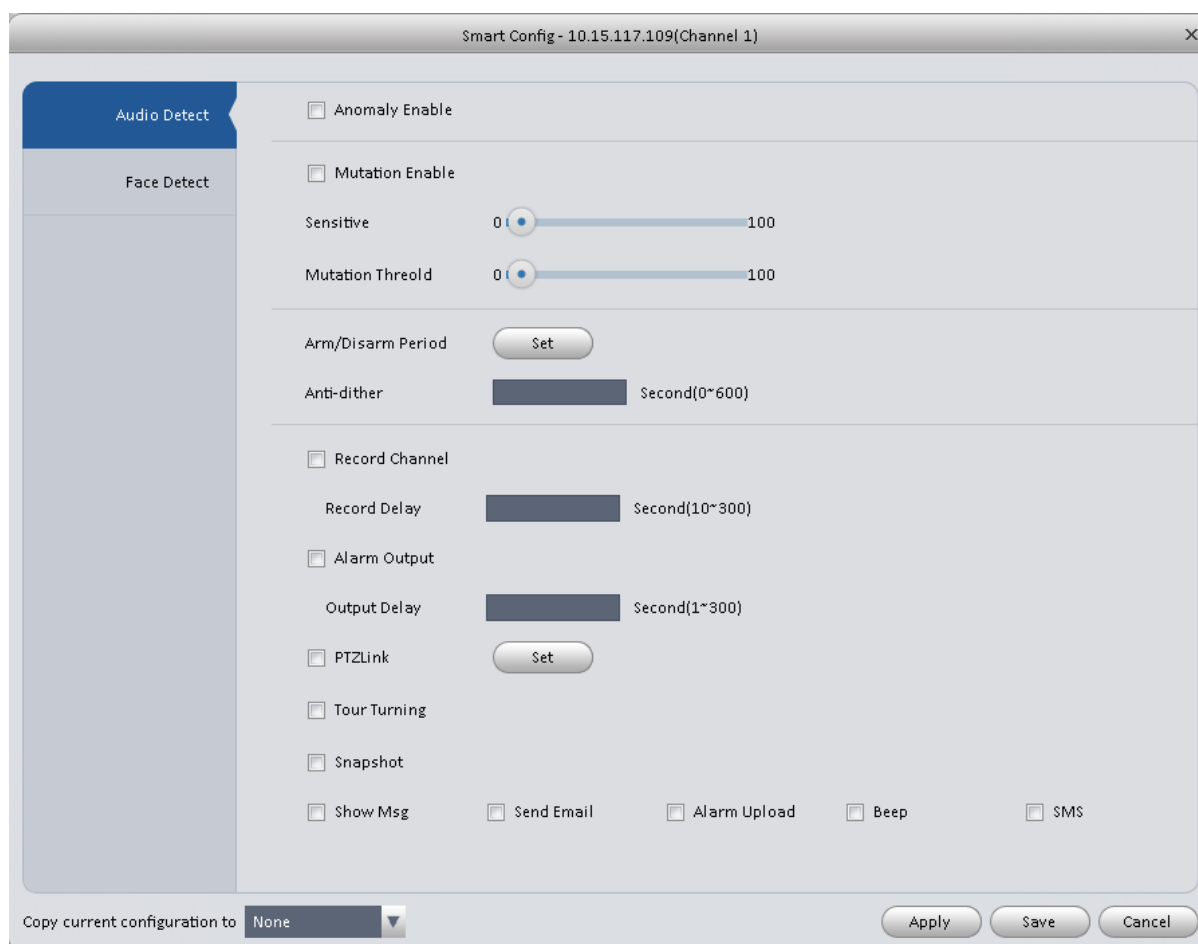 Smart Config - 10.15.117.109(Channel 1)
Audio Detect
Face Detect
Anomaly Enable
Mutation Enable
Sensitive 0 100
Mutation Threold 0 100
Arm/Disarm Period Set
Anti-dither Second(0~600)
Record Channel
Record Delay Second(10~300)
Alarm Output
Output Delay Second(1~300)
PTZLink Set
Tour Turning
Snapshot
Show Msg Send Email Alarm Upload Beep SMS
Copy current configuration to None Apply Save Cancel